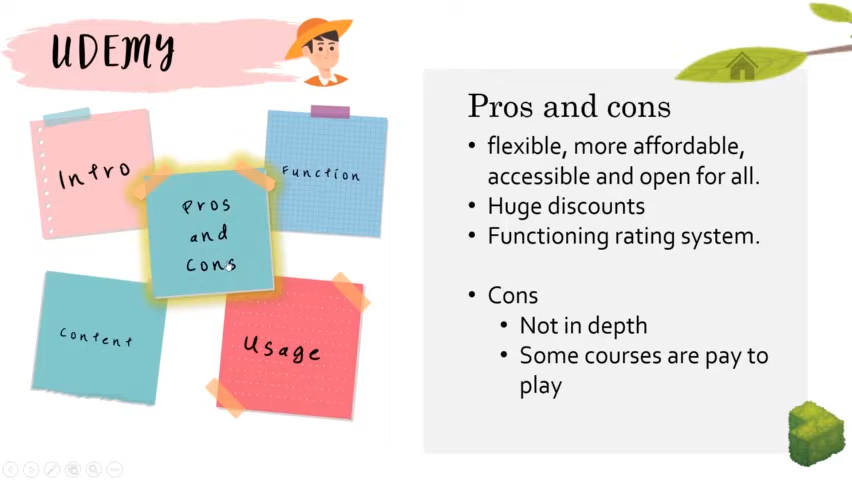 UDEMY
Intro
Function
Pros
and
Cons
Content
Usage
Pros and cons
• flexible, more affordable,
accessible and open for all.
• Huge discounts
• Functioning rating system.
• Cons
• Not in depth
• Some courses are pay to
play